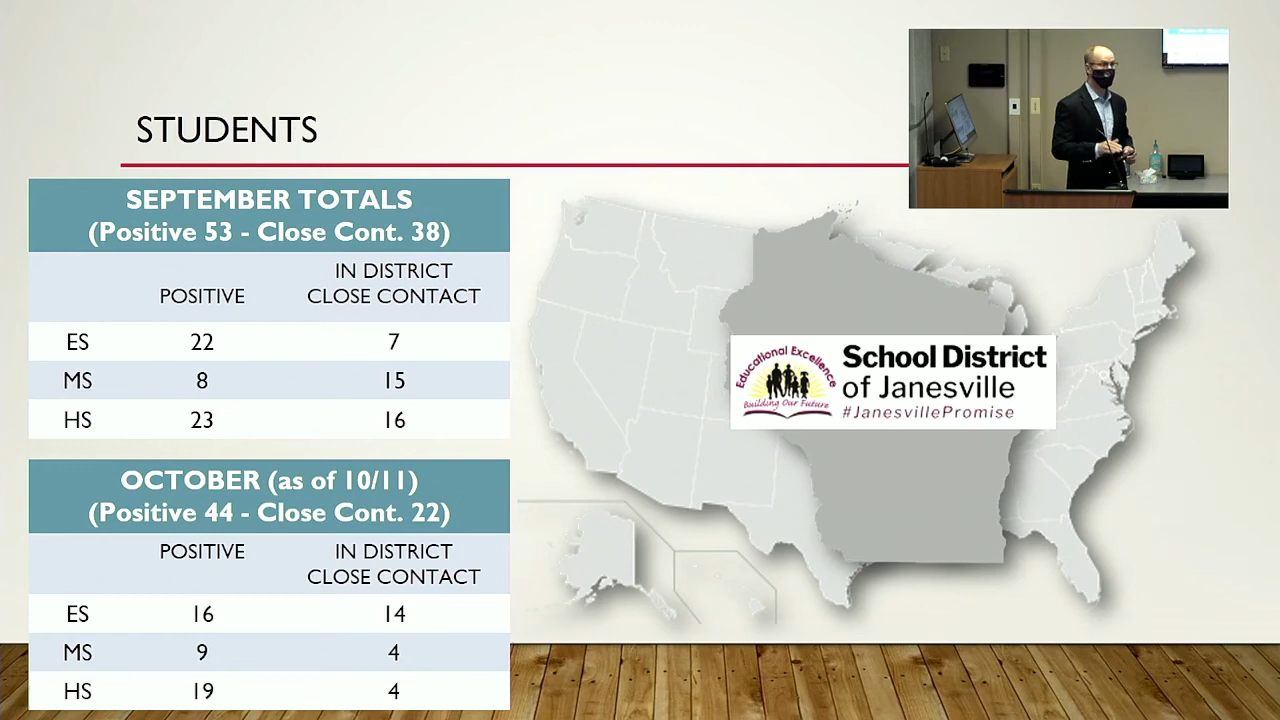 STUDENTS
SEPTEMBER TOTALS
(Positive 53 - Close Cont. 38)
POSITIVE
IN DISTRICT
CLOSE CONTACT
ES 22 7
MS 8 15
HS 23 16
OCTOBER (as of 10/11)
(Positive 44 - Close Cont. 22)
POSITIVE
IN DISTRICT
CLOSE CONTACT
ES 16 14
MS 9 4
HS 19 4
Educational Excellence
Building Our Future
School District
of Janesville
#JanesvillePromise